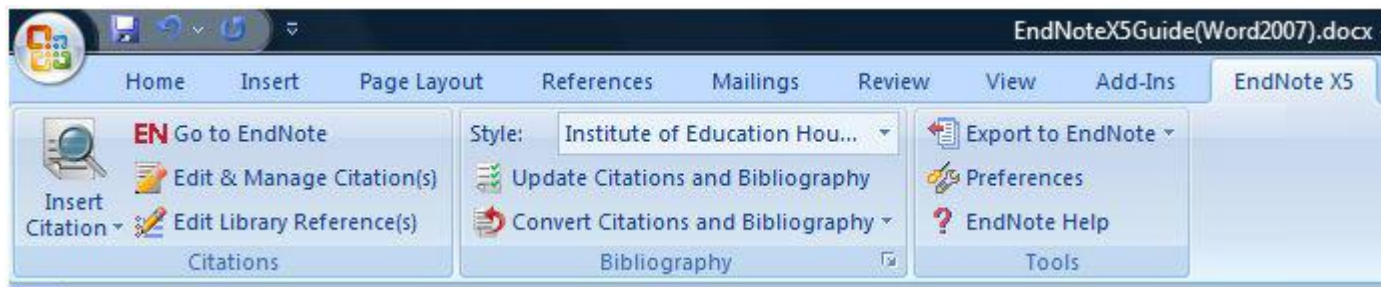 EndNoteX5Guide(Word2007).docx
Home Insert Page Layout References Mailings Review View Add-Ins EndNote X5
Insert Citation
EN Go to EndNote
Edit & Manage Citation(s)
Edit Library Reference(s)
Citations
Style: Institute of Education Hou...
Update Citations and Bibliography
Convert Citations and Bibliography
Bibliography
Export to EndNote
Preferences
? EndNote Help
Tools